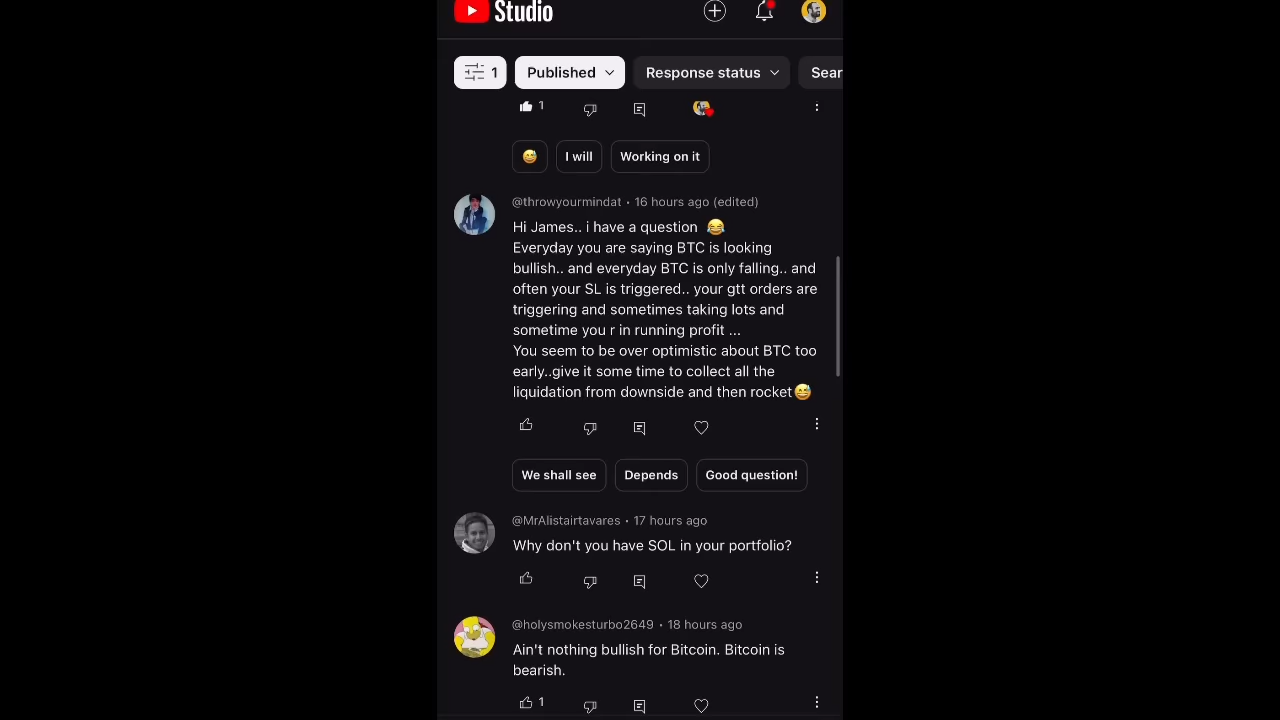 Studio
1
Published
Response status
Sear
1
😅
I will
Working on it
@throwyourmindat • 16 hours ago (edited)
Hi James.. i have a question 😂
Everyday you are saying BTC is looking
bullish.. and everyday BTC is only falling.. and
often your SL is triggered.. your gtt orders are
triggering and sometimes taking lots and
sometime you r in running profit ...
You seem to be over optimistic about BTC too
early..give it some time to collect all the
liquidation from downside and then rocket😅
We shall see
Depends
Good question!
@MrAlistairtavares • 17 hours ago
Why don't you have SOL in your portfolio?
@holysmokesturbo2649 • 18 hours ago
Ain't nothing bullish for Bitcoin. Bitcoin is
bearish.
1